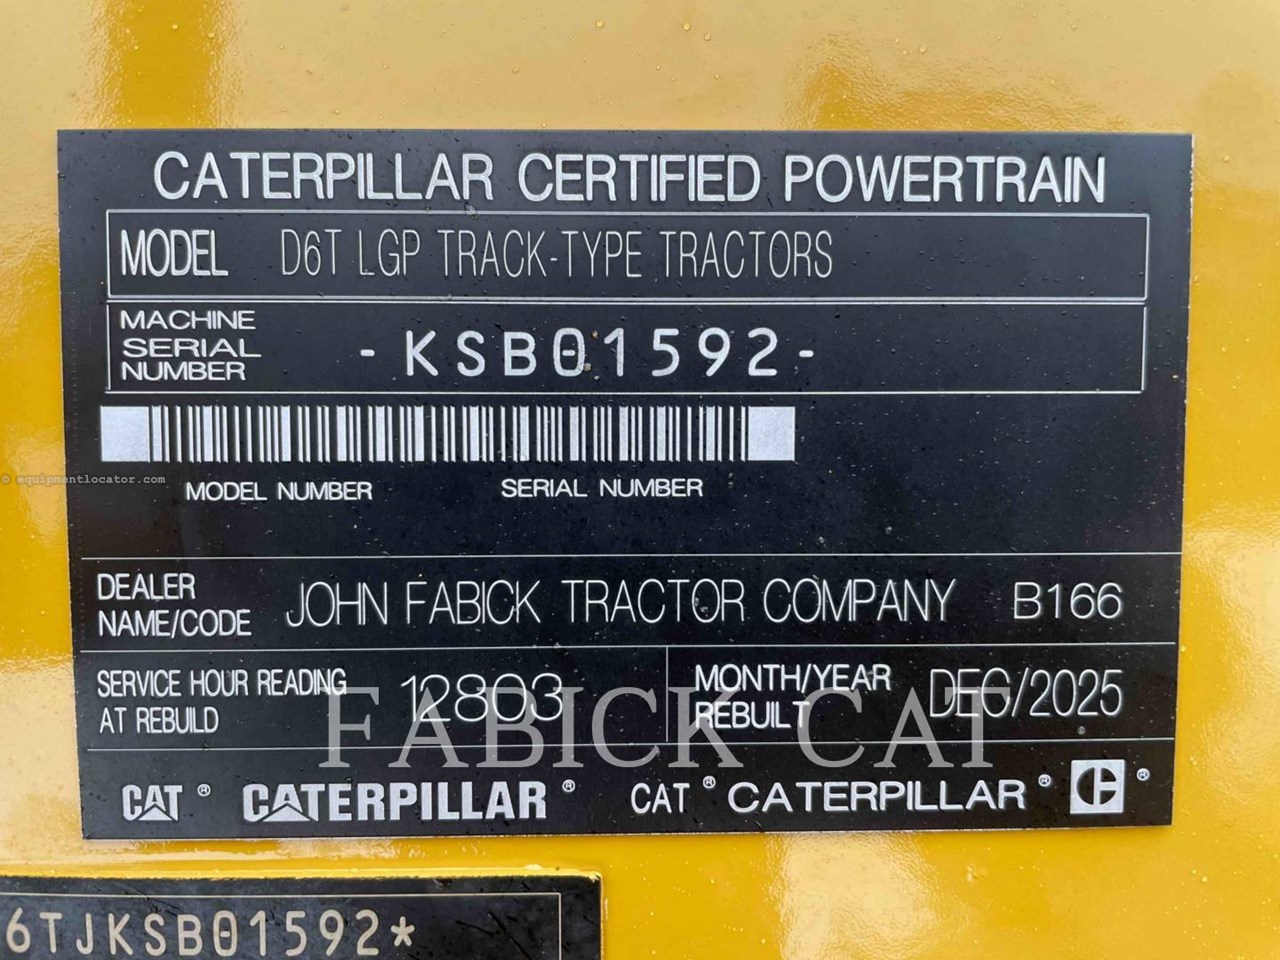 CATERPILLAR CERTIFIED POWERTRAIN
MODEL D6T LGP TRACK-TYPE TRACTORS
MACHINE
SERIAL
NUMBER
-KSB01592-
MODEL NUMBER SERIAL NUMBER
© equipmentlocator.com
DEALER
NAME/CODE
JOHN FABICK TRACTOR COMPANY B166
SERVICE HOUR READING
AT REBUILD
12803
MONTH/YEAR
REBUILT
DEC/2025
FABICK CAT
CAT ® CATERPILLAR ® CAT ® CATERPILLAR ® C ®
6TJKSB01592*